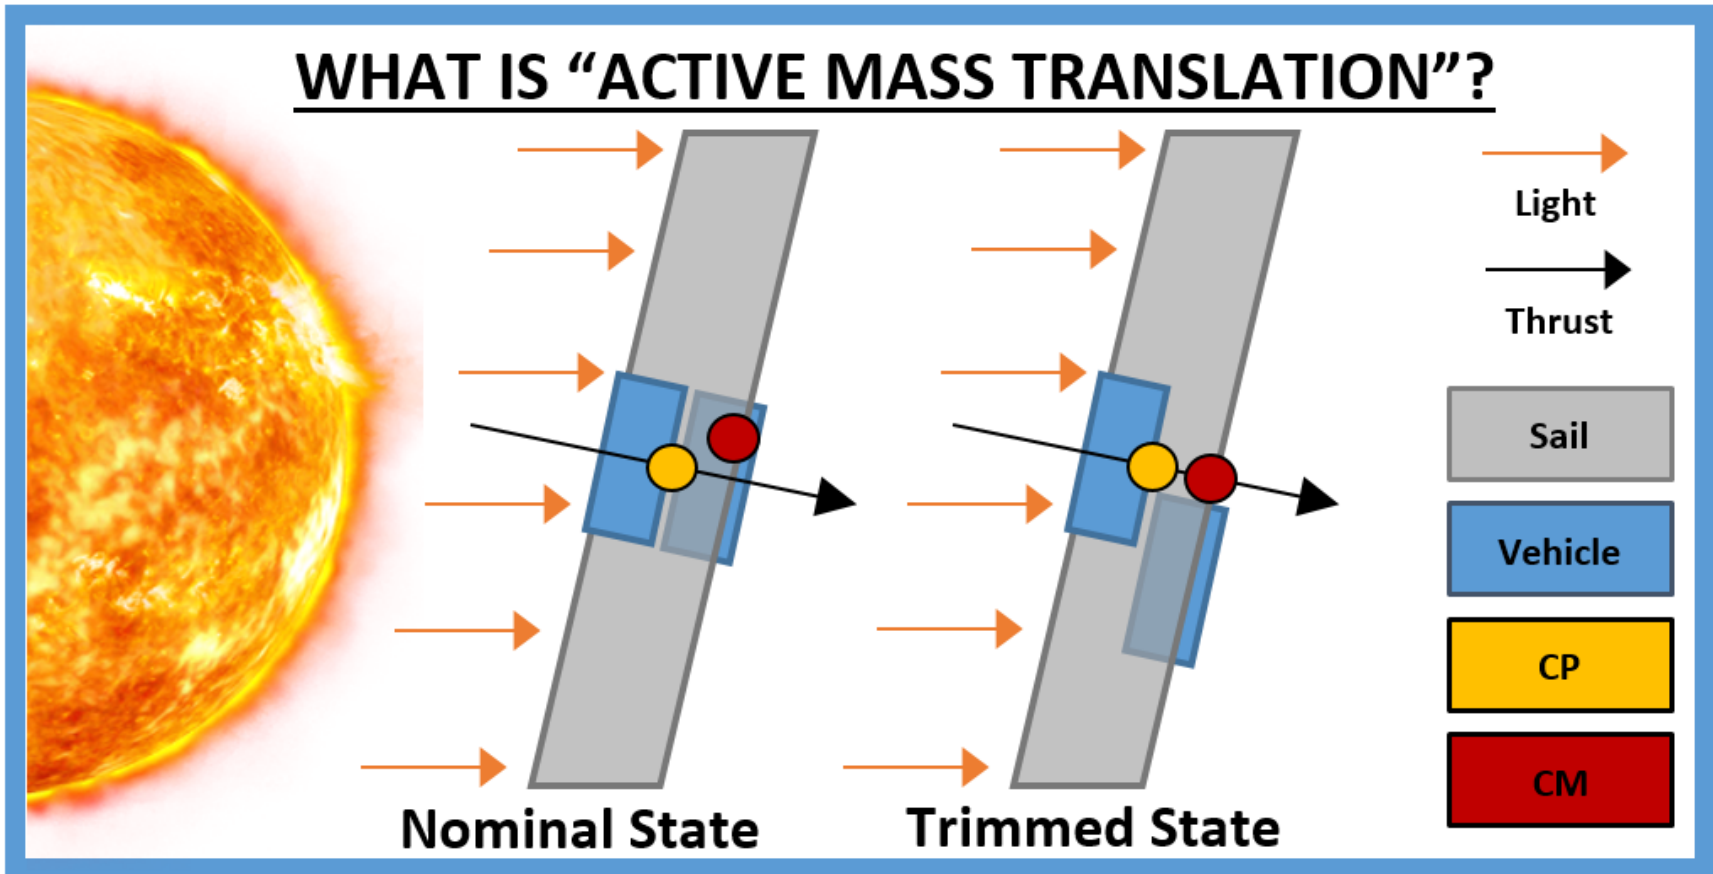 WHAT IS “ACTIVE MASS TRANSLATION”?
Light
Thrust
Sail
Vehicle
CP
CM
Nominal State
Trimmed State